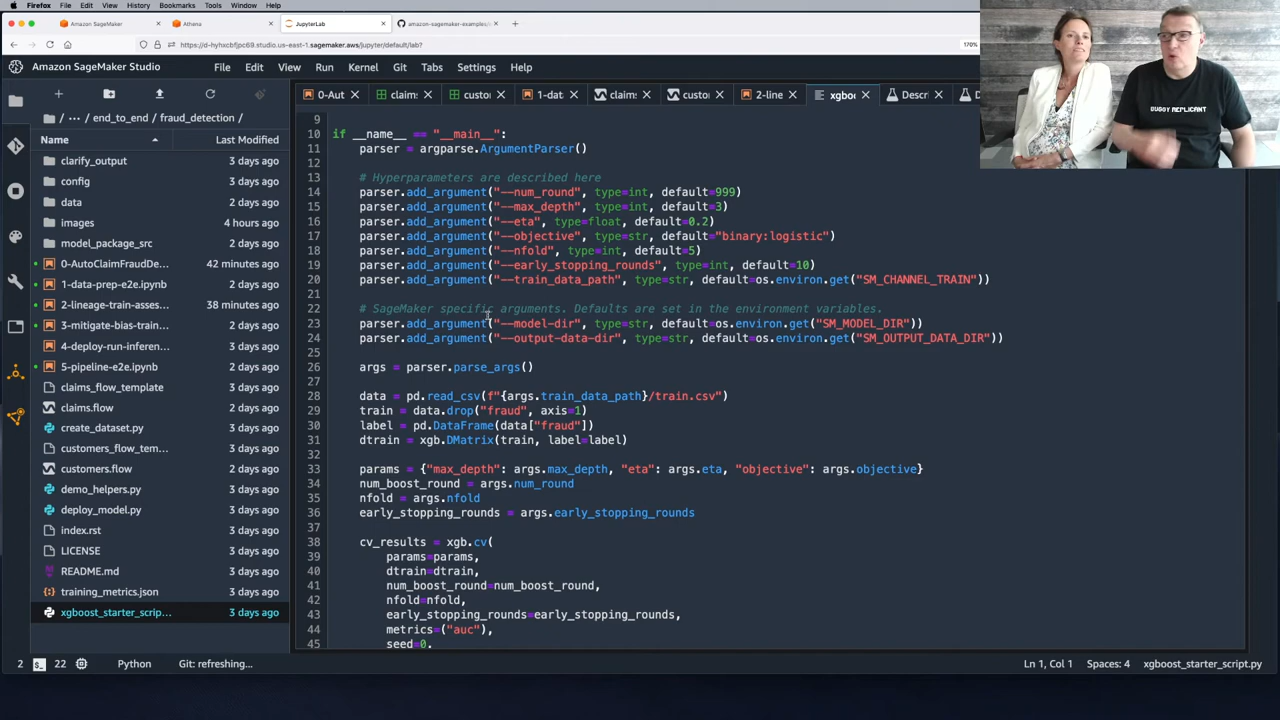 Firefox File Edit View History Bookmarks Tools Window Help
Amazon SageMaker
Athena
JupyterLab
amazon-sagemaker-examples/c
https://d-hyhxcbfjpc69.studio.us-east-1.sagemaker.aws/jupyter/default/lab?
170%
Amazon SageMaker Studio
File Edit View Run Kernel Git Tabs Settings Help
0-Aut
claim
custo
1-dat
claims
custo
2-line
xgboo
Descr
/ ··· / end_to_end / fraud_detection /
Name Last Modified
clarify_output 3 days ago
config 3 days ago
data 2 days ago
images 4 hours ago
model_package_src 2 days ago
0-AutoClaimFraudDe... 42 minutes ago
1-data-prep-e2e.ipynb 2 days ago
2-lineage-train-asses... 38 minutes ago
3-mitigate-bias-train... 2 days ago
4-deploy-run-inferen... 2 days ago
5-pipeline-e2e.ipynb 2 days ago
claims_flow_template 3 days ago
claims.flow 2 days ago
create_dataset.py 3 days ago
customers_flow_tem... 3 days ago
customers.flow 2 days ago
demo_helpers.py 3 days ago
deploy_model.py 3 days ago
index.rst 3 days ago
LICENSE 3 days ago
README.md 3 days ago
training_metrics.json 3 days ago
xgboost_starter_scrip... 3 days ago
9
10 if __name__ == "__main__":
11 parser = argparse.ArgumentParser()
12
13 # Hyperparameters are described here
14 parser.add_argument("--num_round", type=int, default=999)
15 parser.add_argument("--max_depth", type=int, default=3)
16 parser.add_argument("--eta", type=float, default=0.2)
17 parser.add_argument("--objective", type=str, default="binary:logistic")
18 parser.add_argument("--nfold", type=int, default=5)
19 parser.add_argument("--early_stopping_rounds", type=int, default=10)
20 parser.add_argument("--train_data_path", type=str, default=os.environ.get("SM_CHANNEL_TRAIN"))
21
22 # SageMaker specific arguments. Defaults are set in the environment variables.
23 parser.add_argument("--model-dir", type=str, default=os.environ.get("SM_MODEL_DIR"))
24 parser.add_argument("--output-data-dir", type=str, default=os.environ.get("SM_OUTPUT_DATA_DIR"))
25
26 args = parser.parse_args()
27
28 data = pd.read_csv(f"{args.train_data_path}/train.csv")
29 train = data.drop("fraud", axis=1)
30 label = pd.DataFrame(data["fraud"])
31 dtrain = xgb.DMatrix(train, label=label)
32
33 params = {"max_depth": args.max_depth, "eta": args.eta, "objective": args.objective}
34 num_boost_round = args.num_round
35 nfold = args.nfold
36 early_stopping_rounds = args.early_stopping_rounds
37
38 cv_results = xgb.cv(
39 params=params,
40 dtrain=dtrain,
41 num_boost_round=num_boost_round,
42 nfold=nfold,
43 early_stopping_rounds=early_stopping_rounds,
44 metrics=("auc"),
45 seed=0,
2 22 Python Git: refreshing... Ln 1, Col 1 Spaces: 4 xgboost_starter_script.py
BUGGY REPLICANT